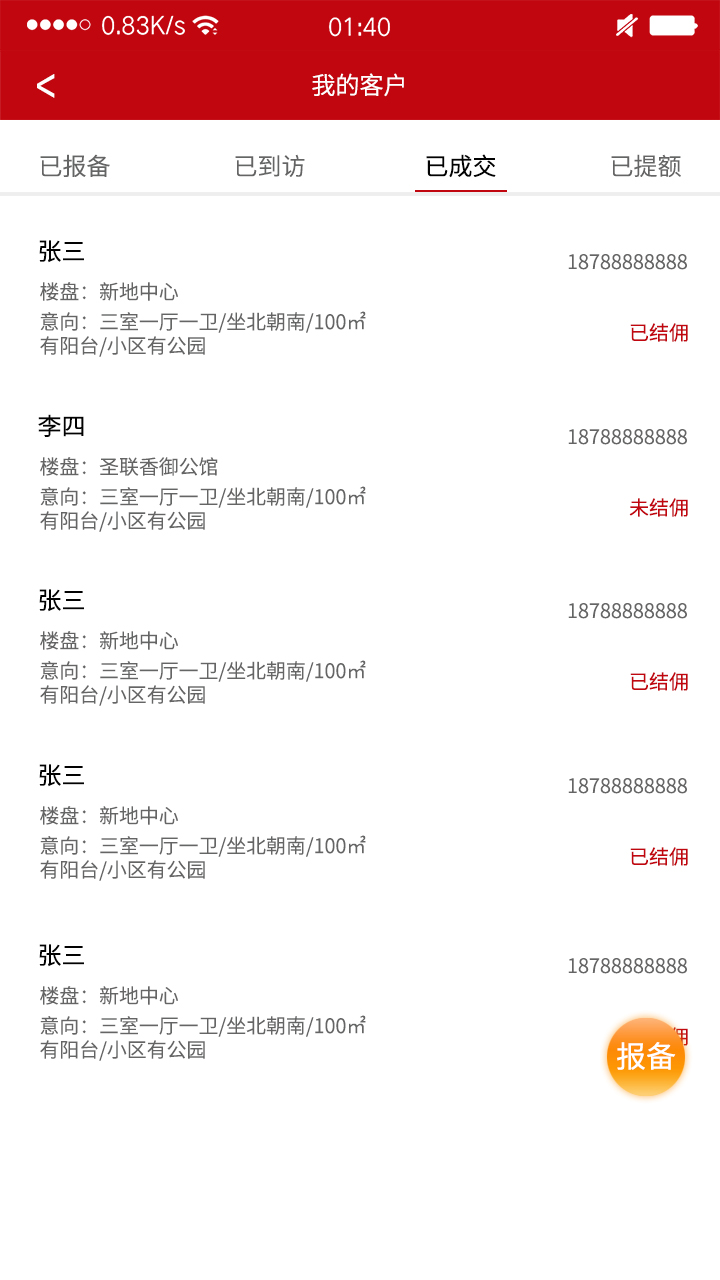 0.83K/s
01:40
<
我的客户
已报备
已到访
已成交
已提额
张三
18788888888
楼盘：新地中心
意向：三室一厅一卫/坐北朝南/100㎡
有阳台/小区有公园
已结佣
李四
18788888888
楼盘：圣联香御公馆
意向：三室一厅一卫/坐北朝南/100㎡
有阳台/小区有公园
未结佣
张三
18788888888
楼盘：新地中心
意向：三室一厅一卫/坐北朝南/100㎡
有阳台/小区有公园
已结佣
张三
18788888888
楼盘：新地中心
意向：三室一厅一卫/坐北朝南/100㎡
有阳台/小区有公园
已结佣
张三
18788888888
楼盘：新地中心
意向：三室一厅一卫/坐北朝南/100㎡
有阳台/小区有公园
报备